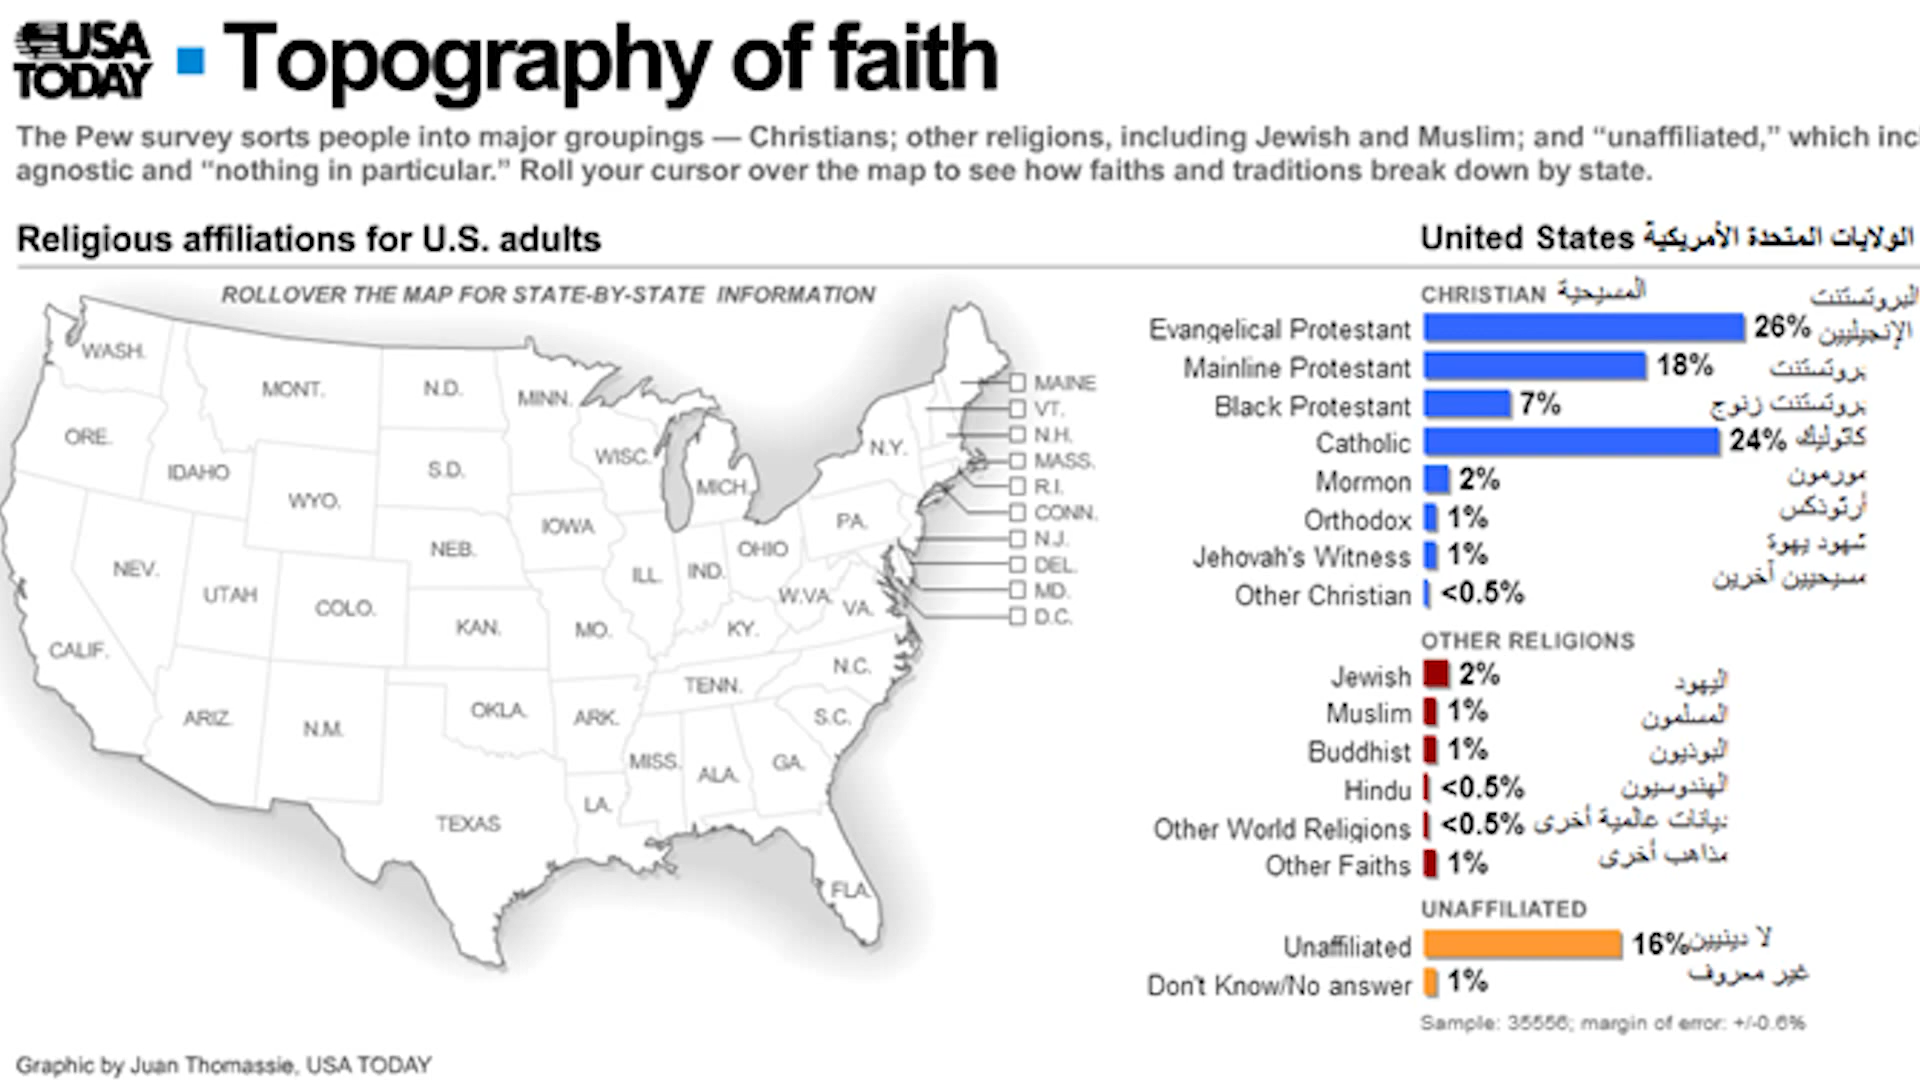 USA
TODAY
Topography of faith
The Pew survey sorts people into major groupings — Christians; other religions, including Jewish and Muslim; and “unaffiliated,” which incl
agnostic and “nothing in particular.” Roll your cursor over the map to see how faiths and traditions break down by state.
Religious affiliations for U.S. adults
ROLLOVER THE MAP FOR STATE-BY-STATE INFORMATION
WASH.
MONT.
N.D.
MINN.
ORE.
IDAHO
WYO.
S.D.
WISC.
MICH.
N.Y.
MAINE
VT.
N.H.
MASS.
R.I.
CONN.
N.J.
DEL.
MD.
D.C.
NEV.
UTAH
COLO.
NEB.
IOWA
ILL.
IND.
OHIO
PA.
W.VA.
VA.
CALIF.
KAN.
MO.
KY.
N.C.
TENN.
S.C.
ARIZ.
N.M.
OKLA.
ARK.
MISS.
ALA.
GA.
TEXAS
LA.
FLA.
United States الولايات المتحدة الأمريكية
CHRISTIAN المسيحية
Evangelical Protestant 26% البروتستنت الإنجيليين
Mainline Protestant 18% بروتستنت
Black Protestant 7% بروتستنت زنوج
Catholic 24% كاثوليك
Mormon 2% مورمون
Orthodox 1% أرثوذكس
Jehovah's Witness 1% شهود يهوة
Other Christian <0.5% مسيحيين آخرين
OTHER RELIGIONS
Jewish 2% اليهود
Muslim 1% المسلمون
Buddhist 1% البوذيون
Hindu <0.5% الهندوسيون
Other World Religions <0.5% ديانات عالمية أخرى
Other Faiths 1% مذاهب أخرى
UNAFFILIATED
Unaffiliated 16% لا دينيين
Don't Know/No answer 1% غير معروف
Sample: 35556; margin of error: +/-0.6%
Graphic by Juan Thomassie, USA TODAY